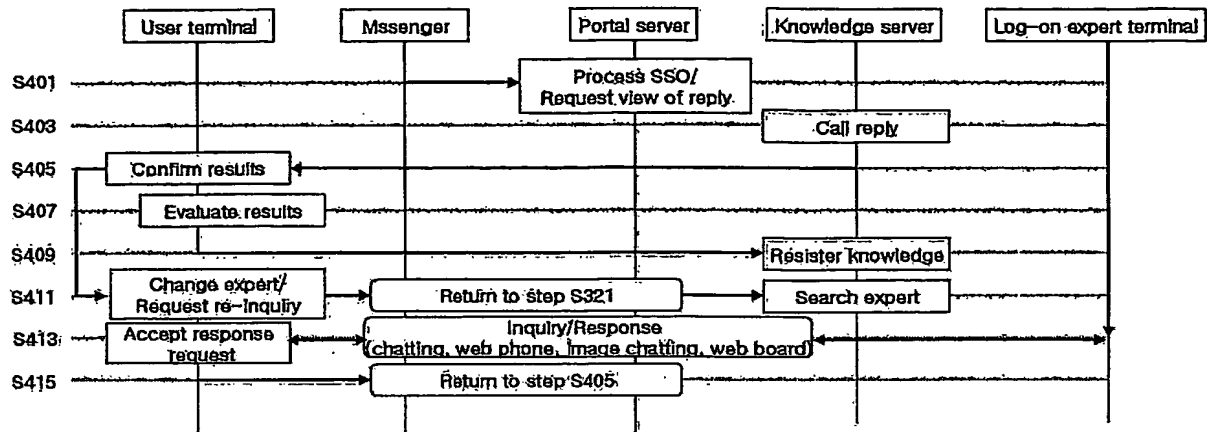 User terminal
Mssenger
Portal server
Knowledge server
Log-on expert terminal
S401
Process SSO/
Request view of reply
S403
Call reply
S405
Confirm results
S407
Evaluate results
S409
Resister knowledge
S411
Change expert/
Request re-inquiry
Return to step S321
Search expert
S413
Accept response
request
Inquiry/Response
(chatting, web phone, image chatting, web board)
S415
Return to step S405